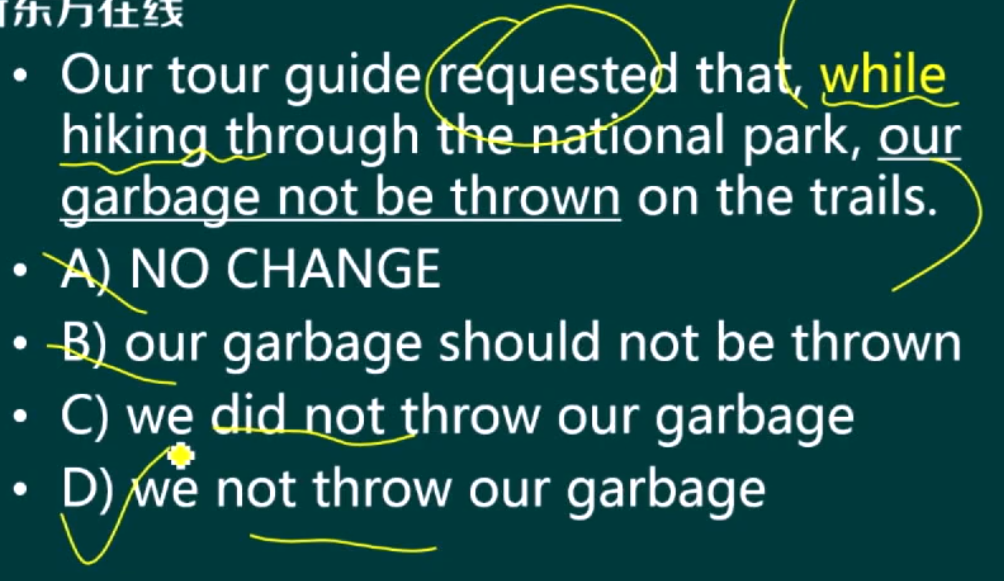 东方在线
• Our tour guide requested that, while
hiking through the national park, our
garbage not be thrown on the trails.
• A) NO CHANGE
• B) our garbage should not be thrown
• C) we did not throw our garbage
• D) we not throw our garbage